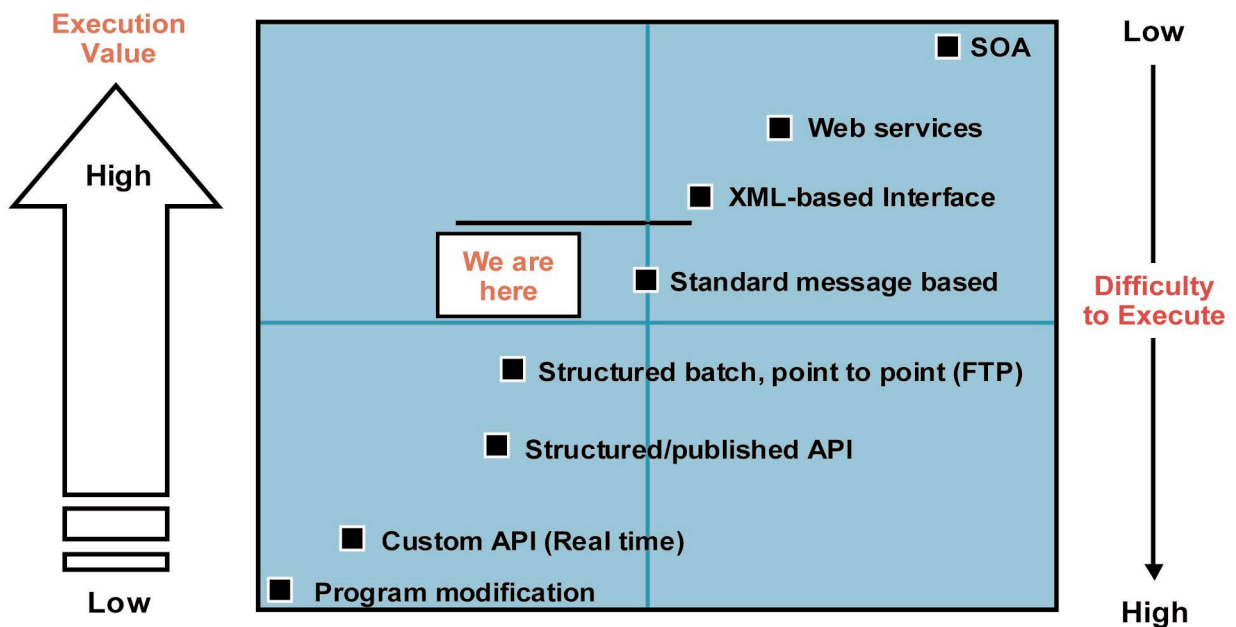 Execution
Value
High
Low
SOA
Web services
XML-based Interface
We are
here
Standard message based
Structured batch, point to point (FTP)
Structured/published API
Custom API (Real time)
Program modification
Low
Difficulty
to Execute
High